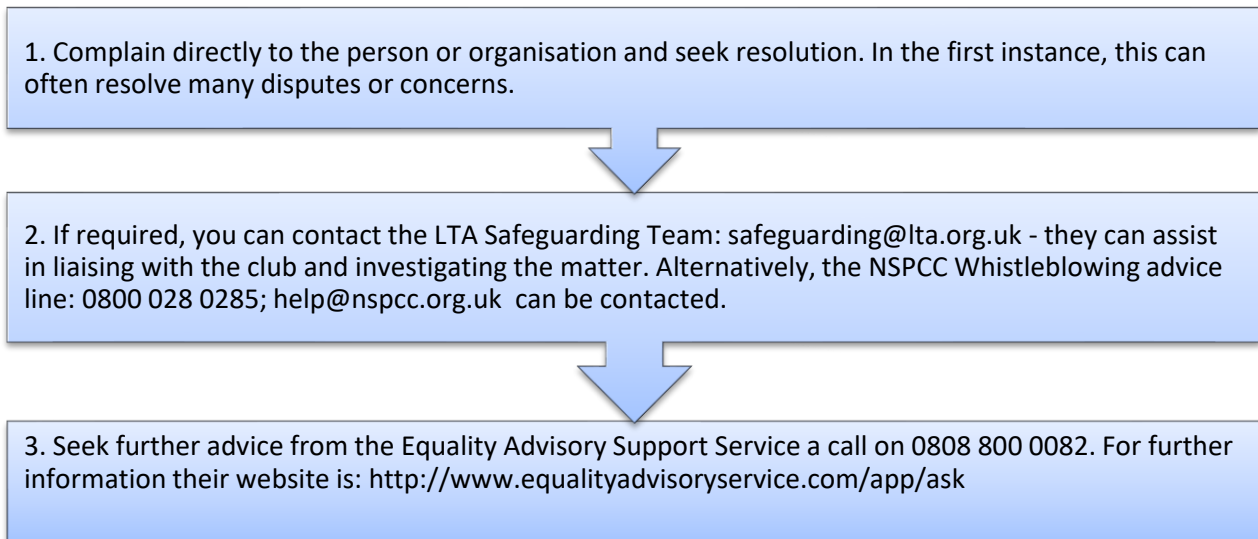 1. Complain directly to the person or organisation and seek resolution. In the first instance, this can
often resolve many disputes or concerns.
2. If required, you can contact the LTA Safeguarding Team: safeguarding@lta.org.uk - they can assist
in liaising with the club and investigating the matter. Alternatively, the NSPCC Whistleblowing advice
line: 0800 028 0285; help@nspcc.org.uk  can be contacted.
3. Seek further advice from the Equality Advisory Support Service a call on 0808 800 0082. For further
information their website is: http://www.equalityadvisoryservice.com/app/ask